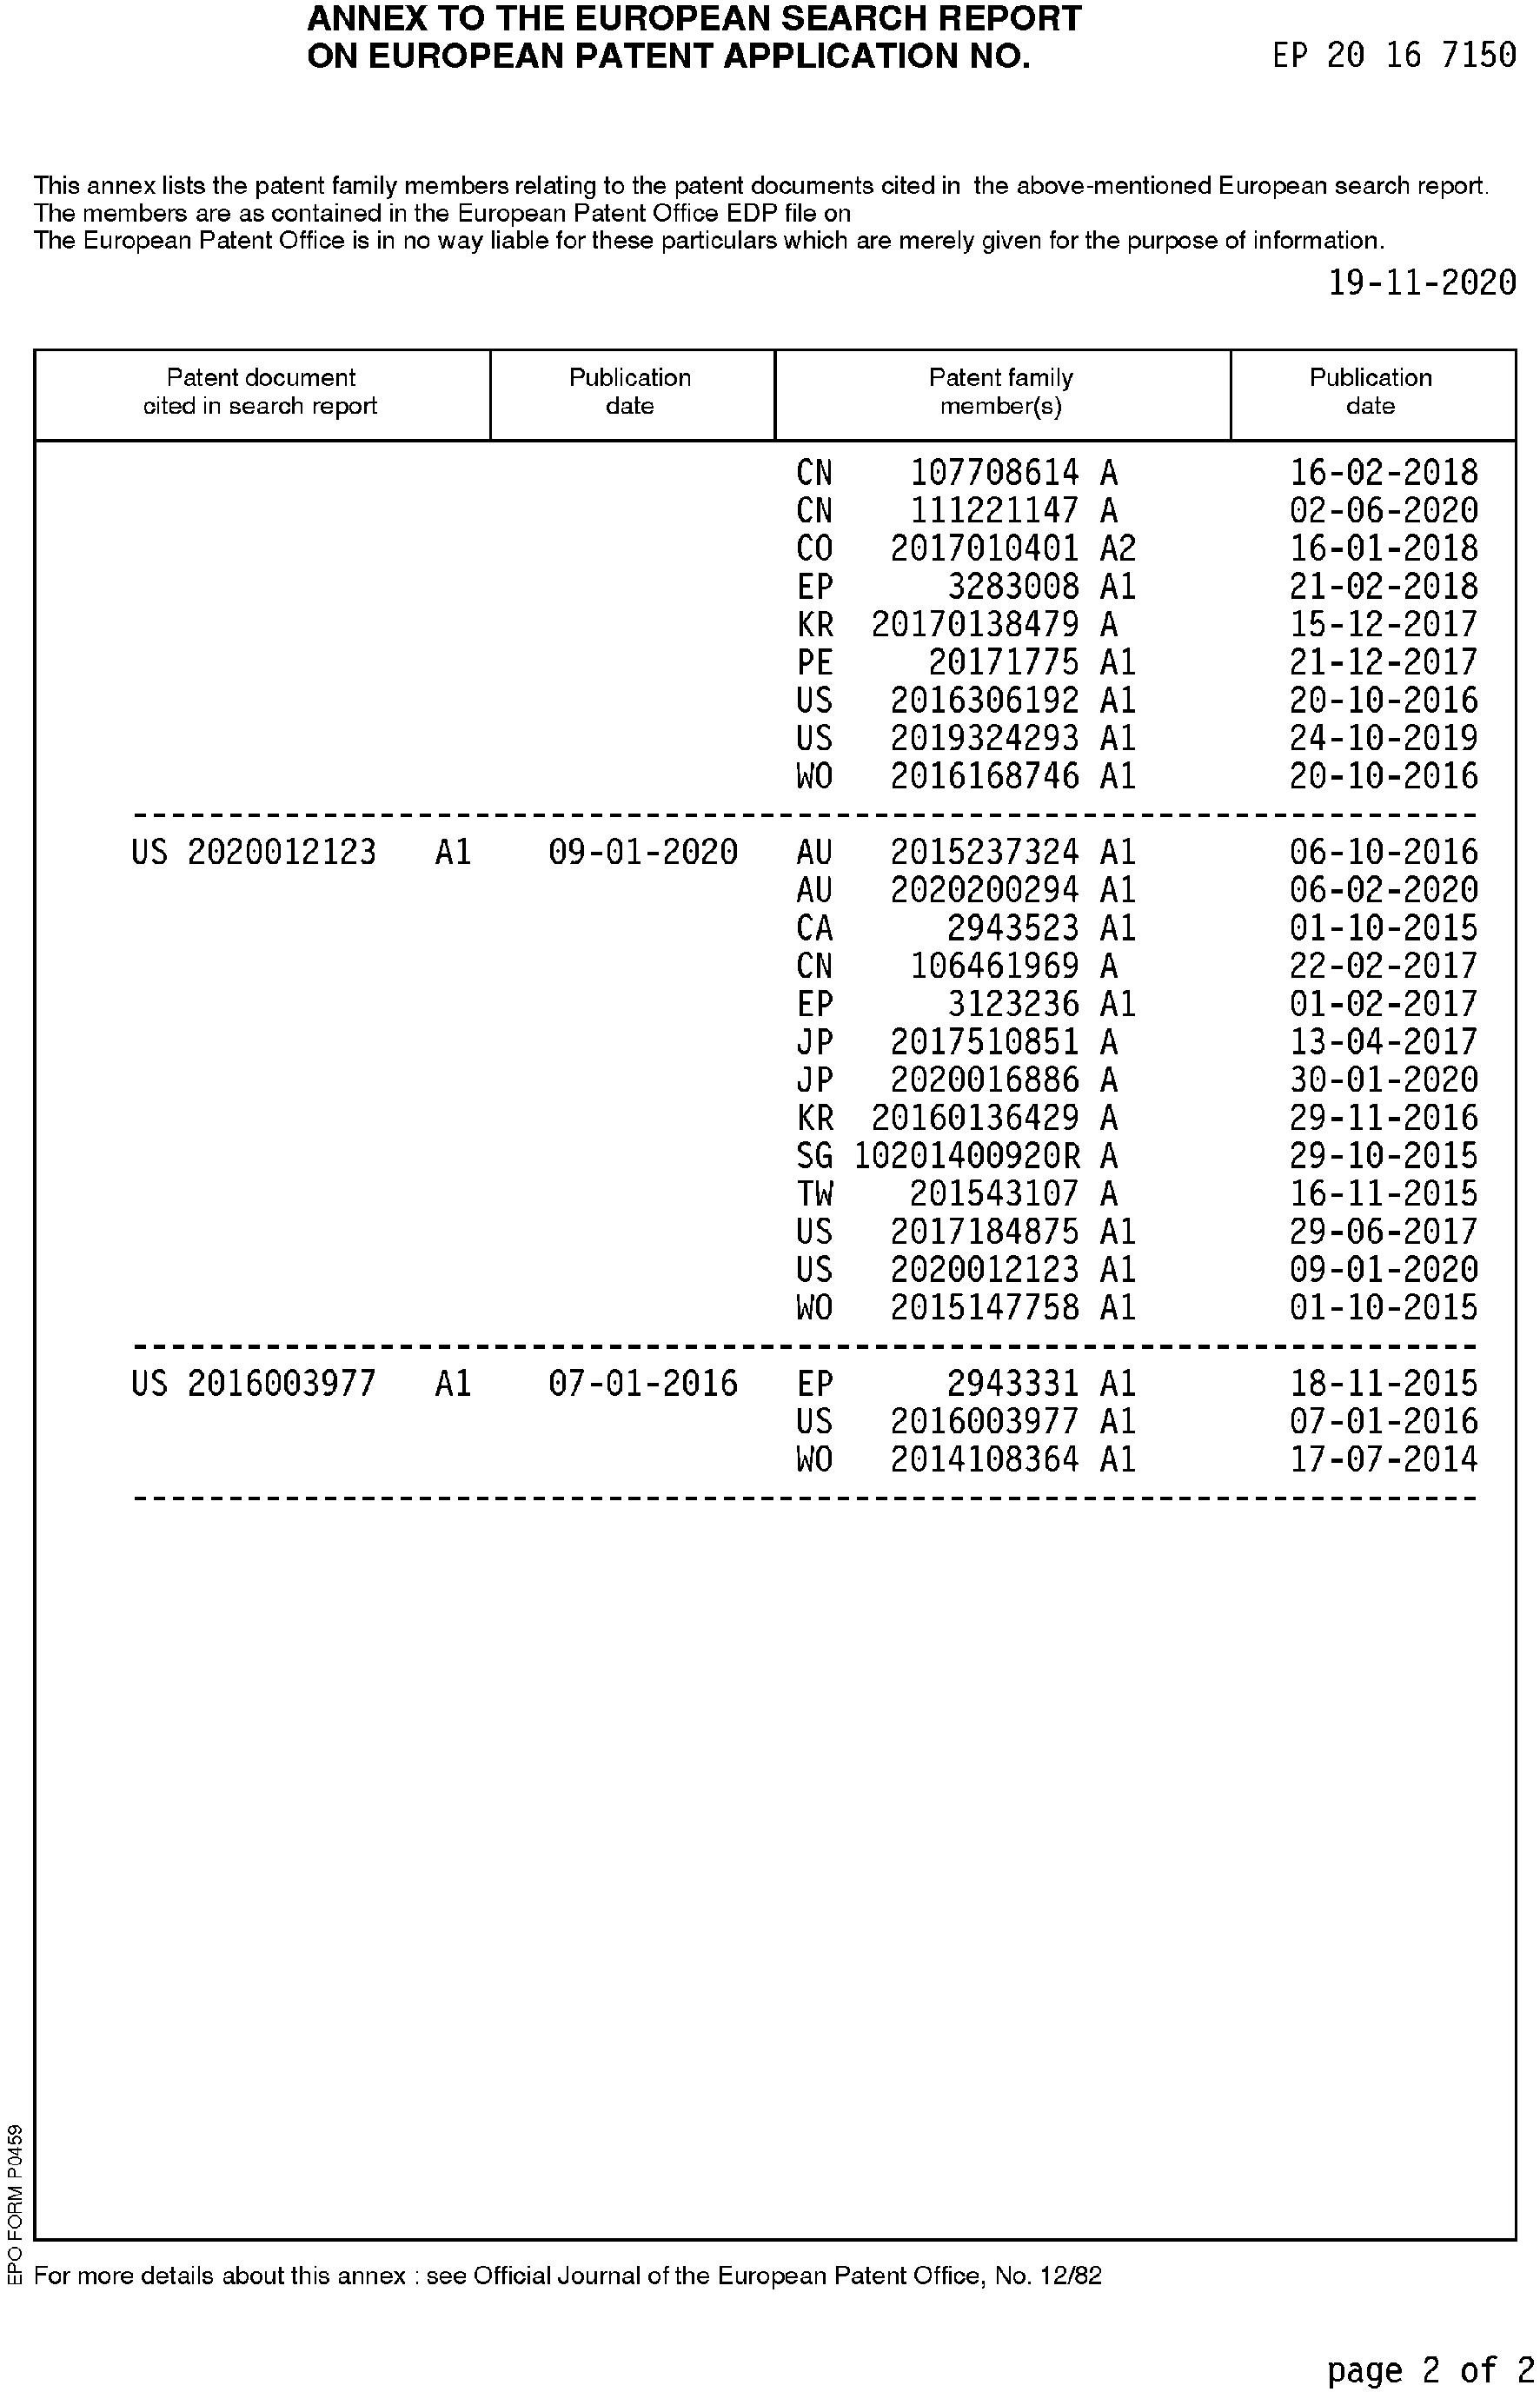 ANNEX TO THE EUROPEAN SEARCH REPORT
ON EUROPEAN PATENT APPLICATION NO. EP 20 16 7150
This annex lists the patent family members relating to the patent documents cited in the above-mentioned European search report.
The members are as contained in the European Patent Office EDP file on
The European Patent Office is in no way liable for these particulars which are merely given for the purpose of information.
19-11-2020
Patent document Publication Patent family Publication
cited in search report date member(s) date
CN 107708614 A 16-02-2018
CN 111221147 A 02-06-2020
CO 2017010401 A2 16-01-2018
EP 3283008 A1 21-02-2018
KR 20170138479 A 15-12-2017
PE 20171775 A1 21-12-2017
US 2016306192 A1 20-10-2016
US 2019324293 A1 24-10-2019
WO 2016168746 A1 20-10-2016
US 2020012123 A1 09-01-2020 AU 2015237324 A1 06-10-2016
AU 2020200294 A1 06-02-2020
CA 2943523 A1 01-10-2015
CN 106461969 A 22-02-2017
EP 3123236 A1 01-02-2017
JP 2017510851 A 13-04-2017
JP 2020016886 A 30-01-2020
KR 20160136429 A 29-11-2016
SG 10201400920R A 29-10-2015
TW 201543107 A 16-11-2015
US 2017184875 A1 29-06-2017
US 2020012123 A1 09-01-2020
WO 2015147758 A1 01-10-2015
US 2016003977 A1 07-01-2016 EP 2943331 A1 18-11-2015
US 2016003977 A1 07-01-2016
WO 2014108364 A1 17-07-2014
EPO FORM P0459
For more details about this annex : see Official Journal of the European Patent Office, No. 12/82
page 2 of 2